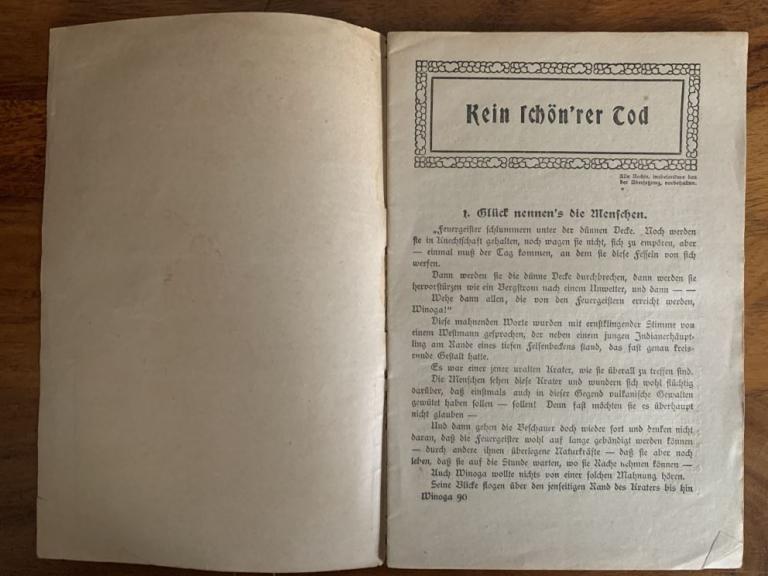 Kein schön'rer Tod
Alle Rechte, insbesondere das
der Übersetzung, vorbehalten.
1. Glück nennen's die Menschen.
„Feuergeister schlummern unter der dünnen Decke. Noch werden
sie in Knechtschaft gehalten, noch wagen sie nicht, sich zu empören, aber
— einmal muß der Tag kommen, an dem sie diese Fesseln von sich
werfen.
Dann werden sie die dünne Decke durchbrechen, dann werden sie
hervorstürzen wie ein Bergstrom nach einem Unwetter, und dann — —
Wehe dann allen, die von den Feuergeistern erreicht werden,
Winoga!"
Diese mahnenden Worte wurden mit ernstklingender Stimme von
einem Westmann gesprochen, der neben einem jungen Indianerhäupt-
ling am Rande eines tiefen Felsenbeckens stand, das fast genau kreis-
runde Gestalt hatte.
Es war einer jener uralten Krater, wie sie überall zu treffen sind.
Die Menschen sehen diese Krater und wundern sich wohl flüchtig
darüber, daß einstmals auch in dieser Gegend vulkanische Gewalten
gewütet haben sollen — sollen! Denn fast möchten sie es überhaupt
nicht glauben —
Und dann gehen die Beschauer doch wieder fort und denken nicht
daran, daß die Feuergeister wohl auf lange gebändigt werden können
— durch andere ihnen überlegene Naturkräfte — daß sie aber noch
leben, daß sie auf die Stunde warten, wo sie Rache nehmen können —
Auch Winoga wollte nichts von einer solchen Mahnung hören.
Seine Blicke flogen über den jenseitigen Rand des Kraters bis hin
Winoga 90